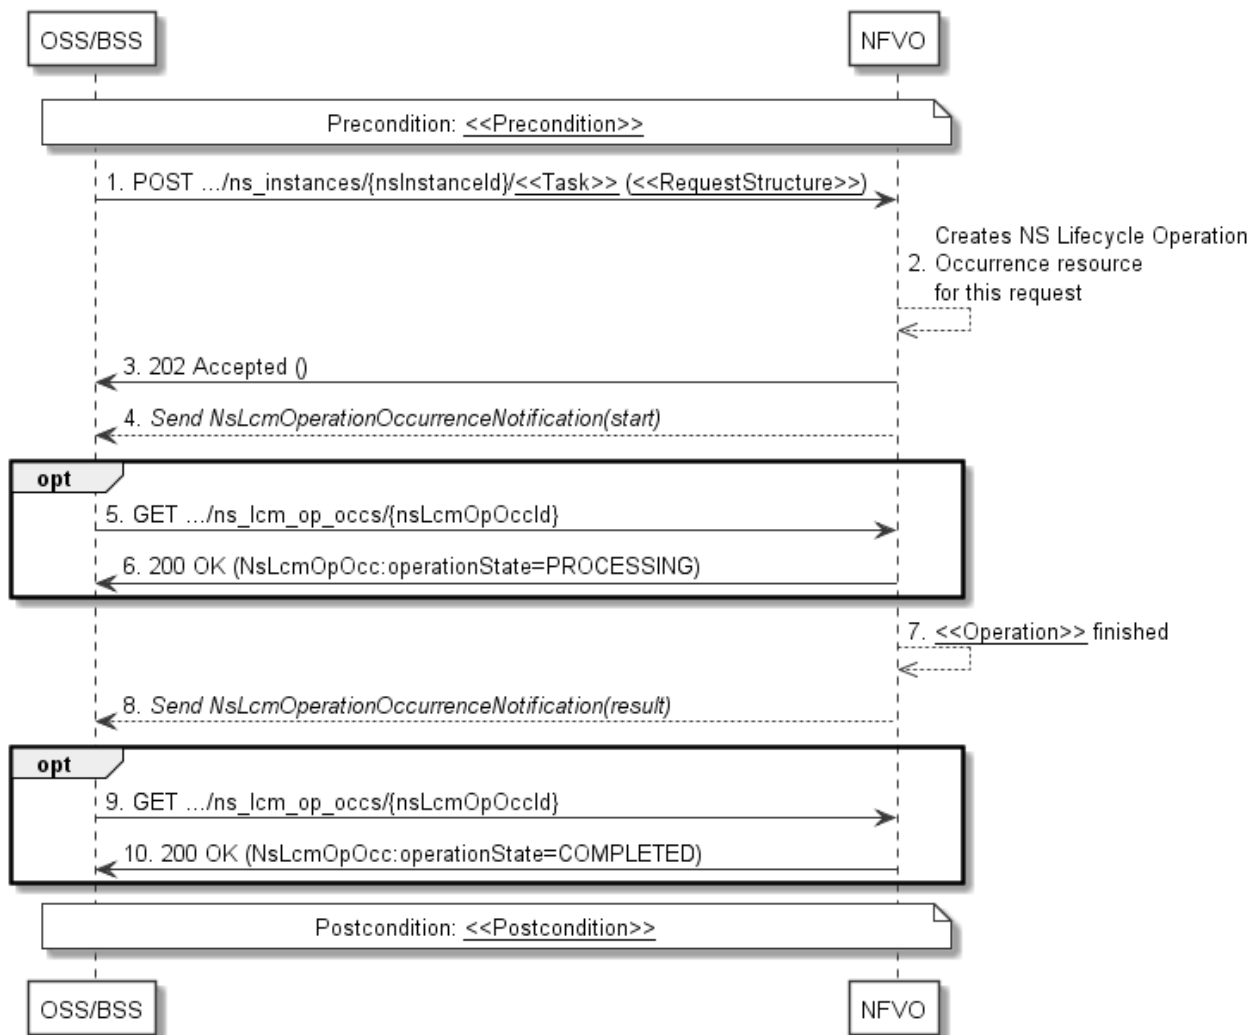 OSS/BSS
NFVO
Precondition: <<Precondition>>
1. POST .../ns_instances/{nsInstanceId}/<<Task>> (<<RequestStructure>>)
Creates NS Lifecycle Operation
2. Occurrence resource
for this request
3. 202 Accepted ()
4. Send NsLcmOperationOccurrenceNotification(start)
opt
5. GET .../ns_lcm_op_occs/{nsLcmOpOccId}
6. 200 OK (NsLcmOpOcc:operationState=PROCESSING)
7. <<Operation>> finished
8. Send NsLcmOperationOccurrenceNotification(result)
opt
9. GET .../ns_lcm_op_occs/{nsLcmOpOccId}
10. 200 OK (NsLcmOpOcc:operationState=COMPLETED)
Postcondition: <<Postcondition>>
OSS/BSS
NFVO